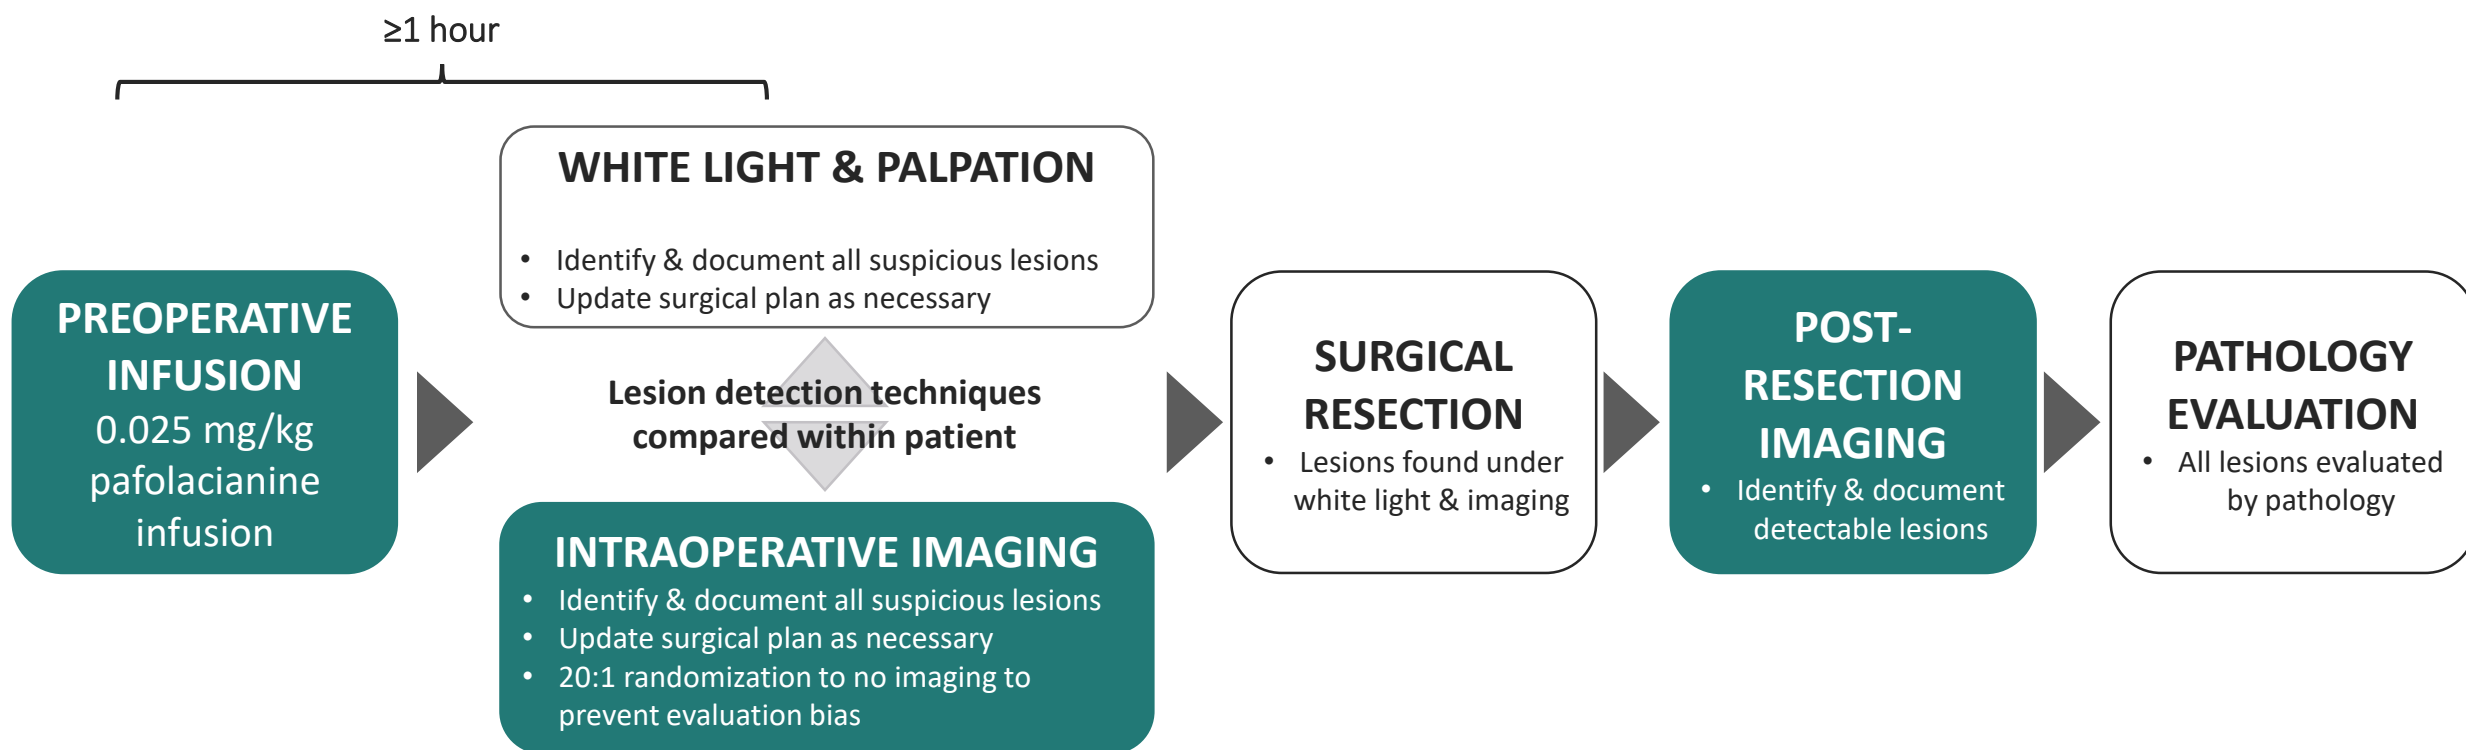 ≥1 hour
PREOPERATIVE
INFUSION
0.025 mg/kg
pafolacianine
infusion
WHITE LIGHT & PALPATION
• Identify & document all suspicious lesions
• Update surgical plan as necessary
Lesion detection techniques
compared within patient
INTRAOPERATIVE IMAGING
• Identify & document all suspicious lesions
• Update surgical plan as necessary
• 20:1 randomization to no imaging to
prevent evaluation bias
SURGICAL
RESECTION
• Lesions found under
white light & imaging
POST-
RESECTION
IMAGING
• Identify & document
detectable lesions
PATHOLOGY
EVALUATION
• All lesions evaluated
by pathology